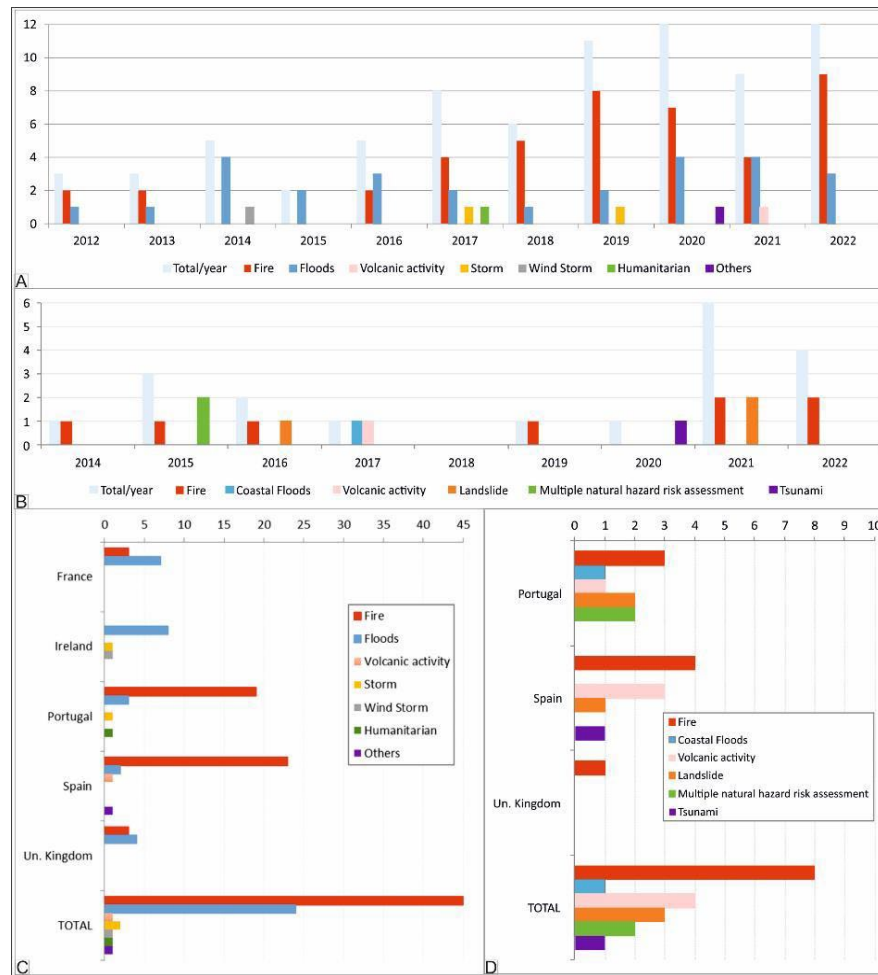 12
10
8
6
4
2
0
2012 2013 2014 2015 2016 2017 2018 2019 2020 2021 2022
Total/year Fire Floods Volcanic activity Storm Wind Storm Humanitarian Others
A
6
5
4
3
2
1
0
2014 2015 2016 2017 2018 2019 2020 2021 2022
Total/year Fire Coastal Floods Volcanic activity Landslide Multiple natural hazard risk assessment Tsunami
B
0 5 10 15 20 25 30 35 40 45
France
Ireland
Portugal
Spain
Un. Kingdom
TOTAL
Fire
Floods
Volcanic activity
Storm
Wind Storm
Humanitarian
Others
C
0 1 2 3 4 5 6 7 8 9 10
Portugal
Spain
Un. Kingdom
TOTAL
Fire
Coastal Floods
Volcanic activity
Landslide
Multiple natural hazard risk assessment
Tsunami
D